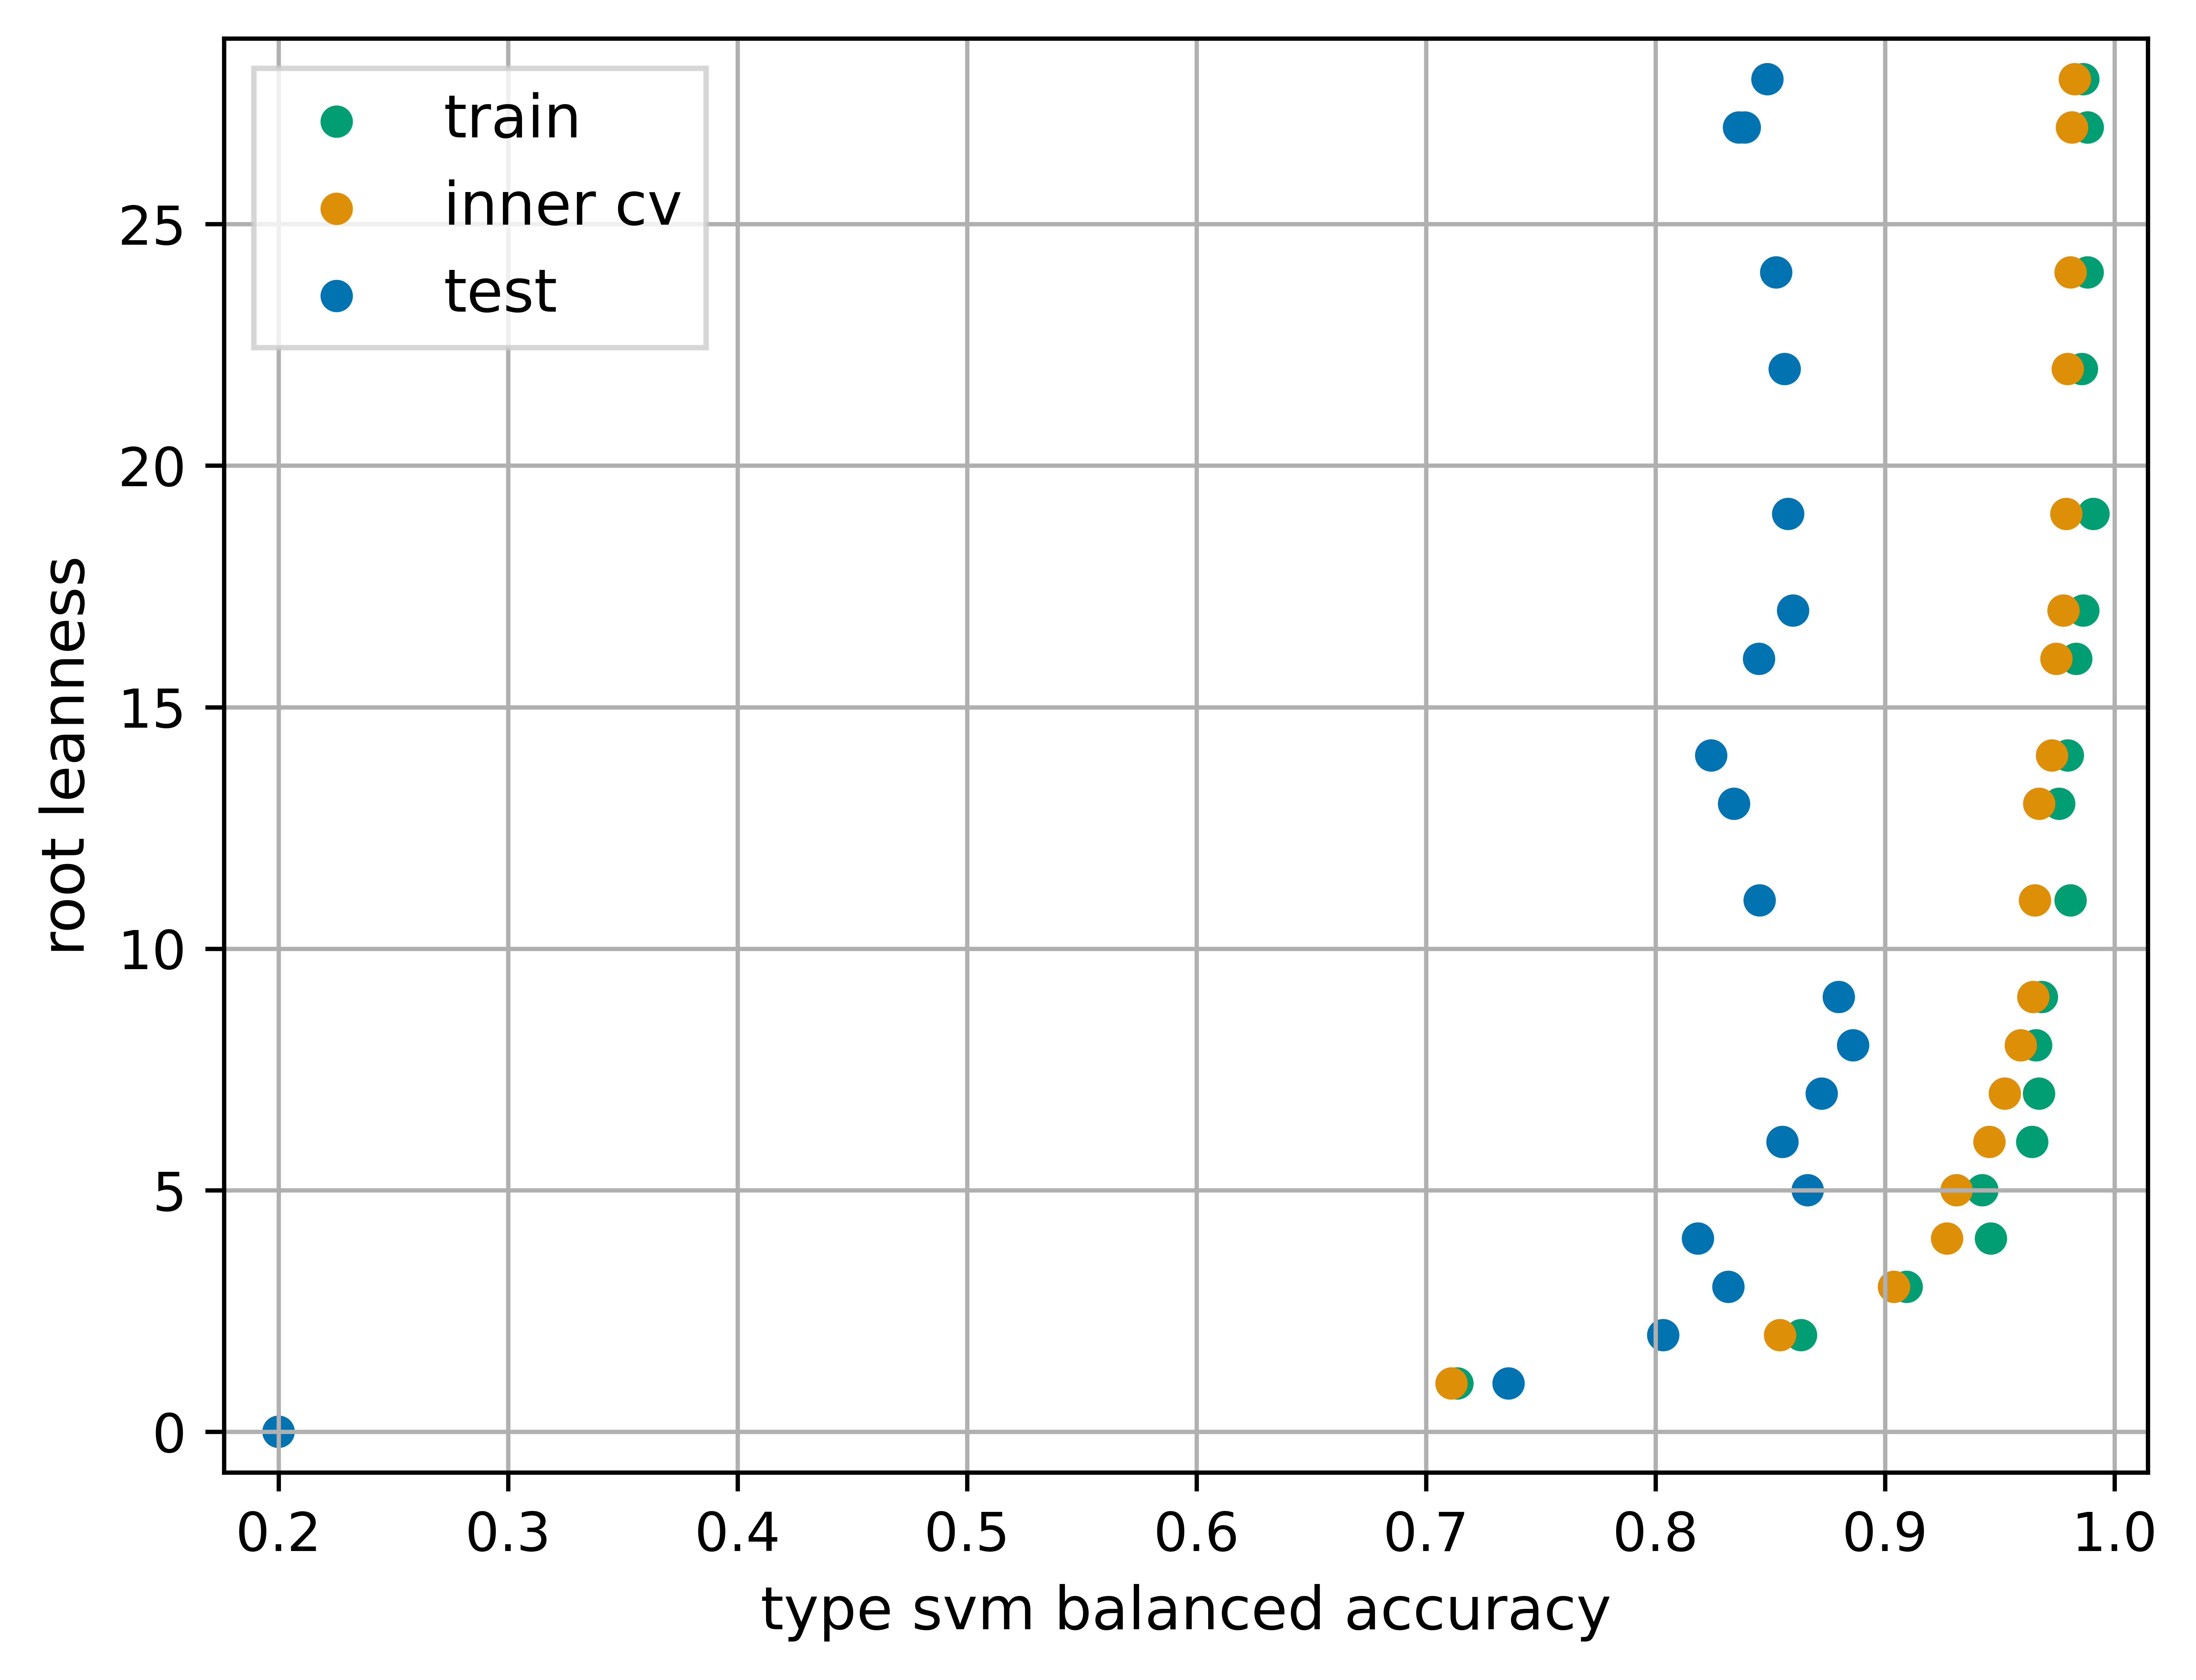 train
inner cv
test
25
20
15
10
5
0
root leanness
0.2 0.3 0.4 0.5 0.6 0.7 0.8 0.9 1.0
type svm balanced accuracy